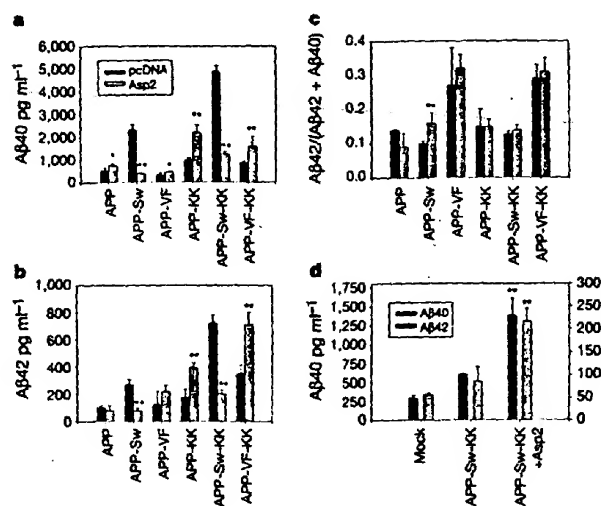 a
Aβ40 pg ml⁻¹
6,000
5,000
4,000
3,000
2,000
1,000
0
pcDNA
Asp2
* ** * ‡‡ ** ‡‡
APP
APP-Sw
APP-VF
APP-KK
APP-Sw-KK
APP-VF-KK
b
Aβ42 pg ml⁻¹
1,000
800
600
400
200
0
** ‡‡ ** ‡‡
APP
APP-Sw
APP-VF
APP-KK
APP-Sw-KK
APP-VF-KK
c
Aβ42/(Aβ42 + Aβ40)
0.4
0.3
0.2
0.1
0
APP
APP-Sw
APP-VF
APP-KK
APP-Sw-KK
APP-VF-KK
d
Aβ40 pg ml⁻¹
1,750
1,500
1,250
1,000
750
500
250
0
Aβ40
Aβ42
‡‡ ‡‡
300
250
200
150
100
50
0
Mock
APP-Sw-KK
APP-Sw-KK
+Asp2